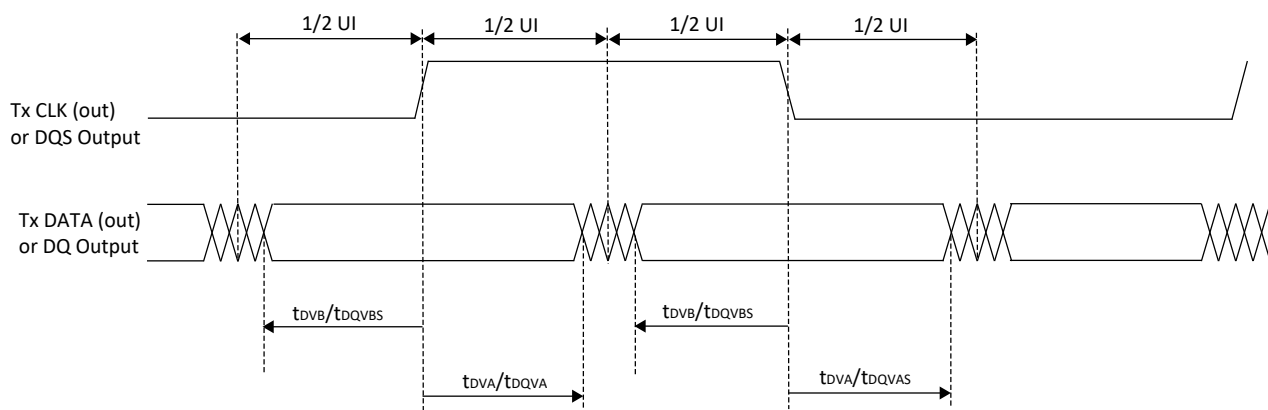 1/2 UI
1/2 UI
1/2 UI
1/2 UI
Tx CLK (out)
or DQS Output
Tx DATA (out)
or DQ Output
tDVB/tDQVBS
tDVB/tDQVBS
tDVA/tDQVA
tDVA/tDQVAS